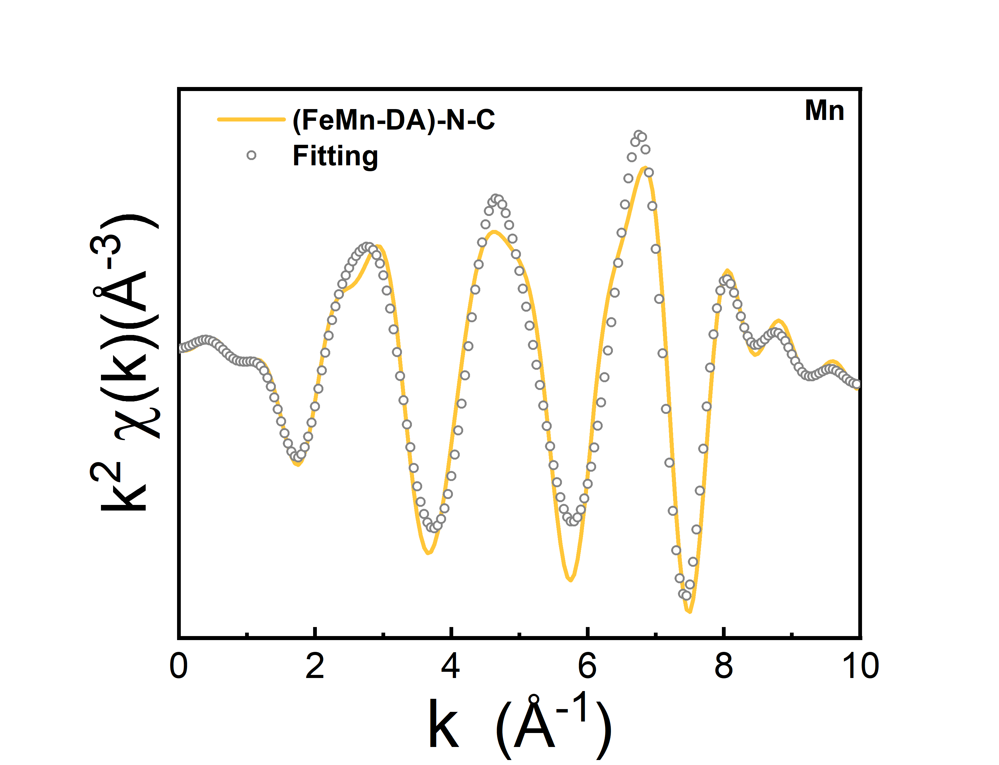 (FeMn-DA)-N-C
Fitting
Mn
k² χ(k)(Å⁻³)
0 2 4 6 8 10
k (Å⁻¹)